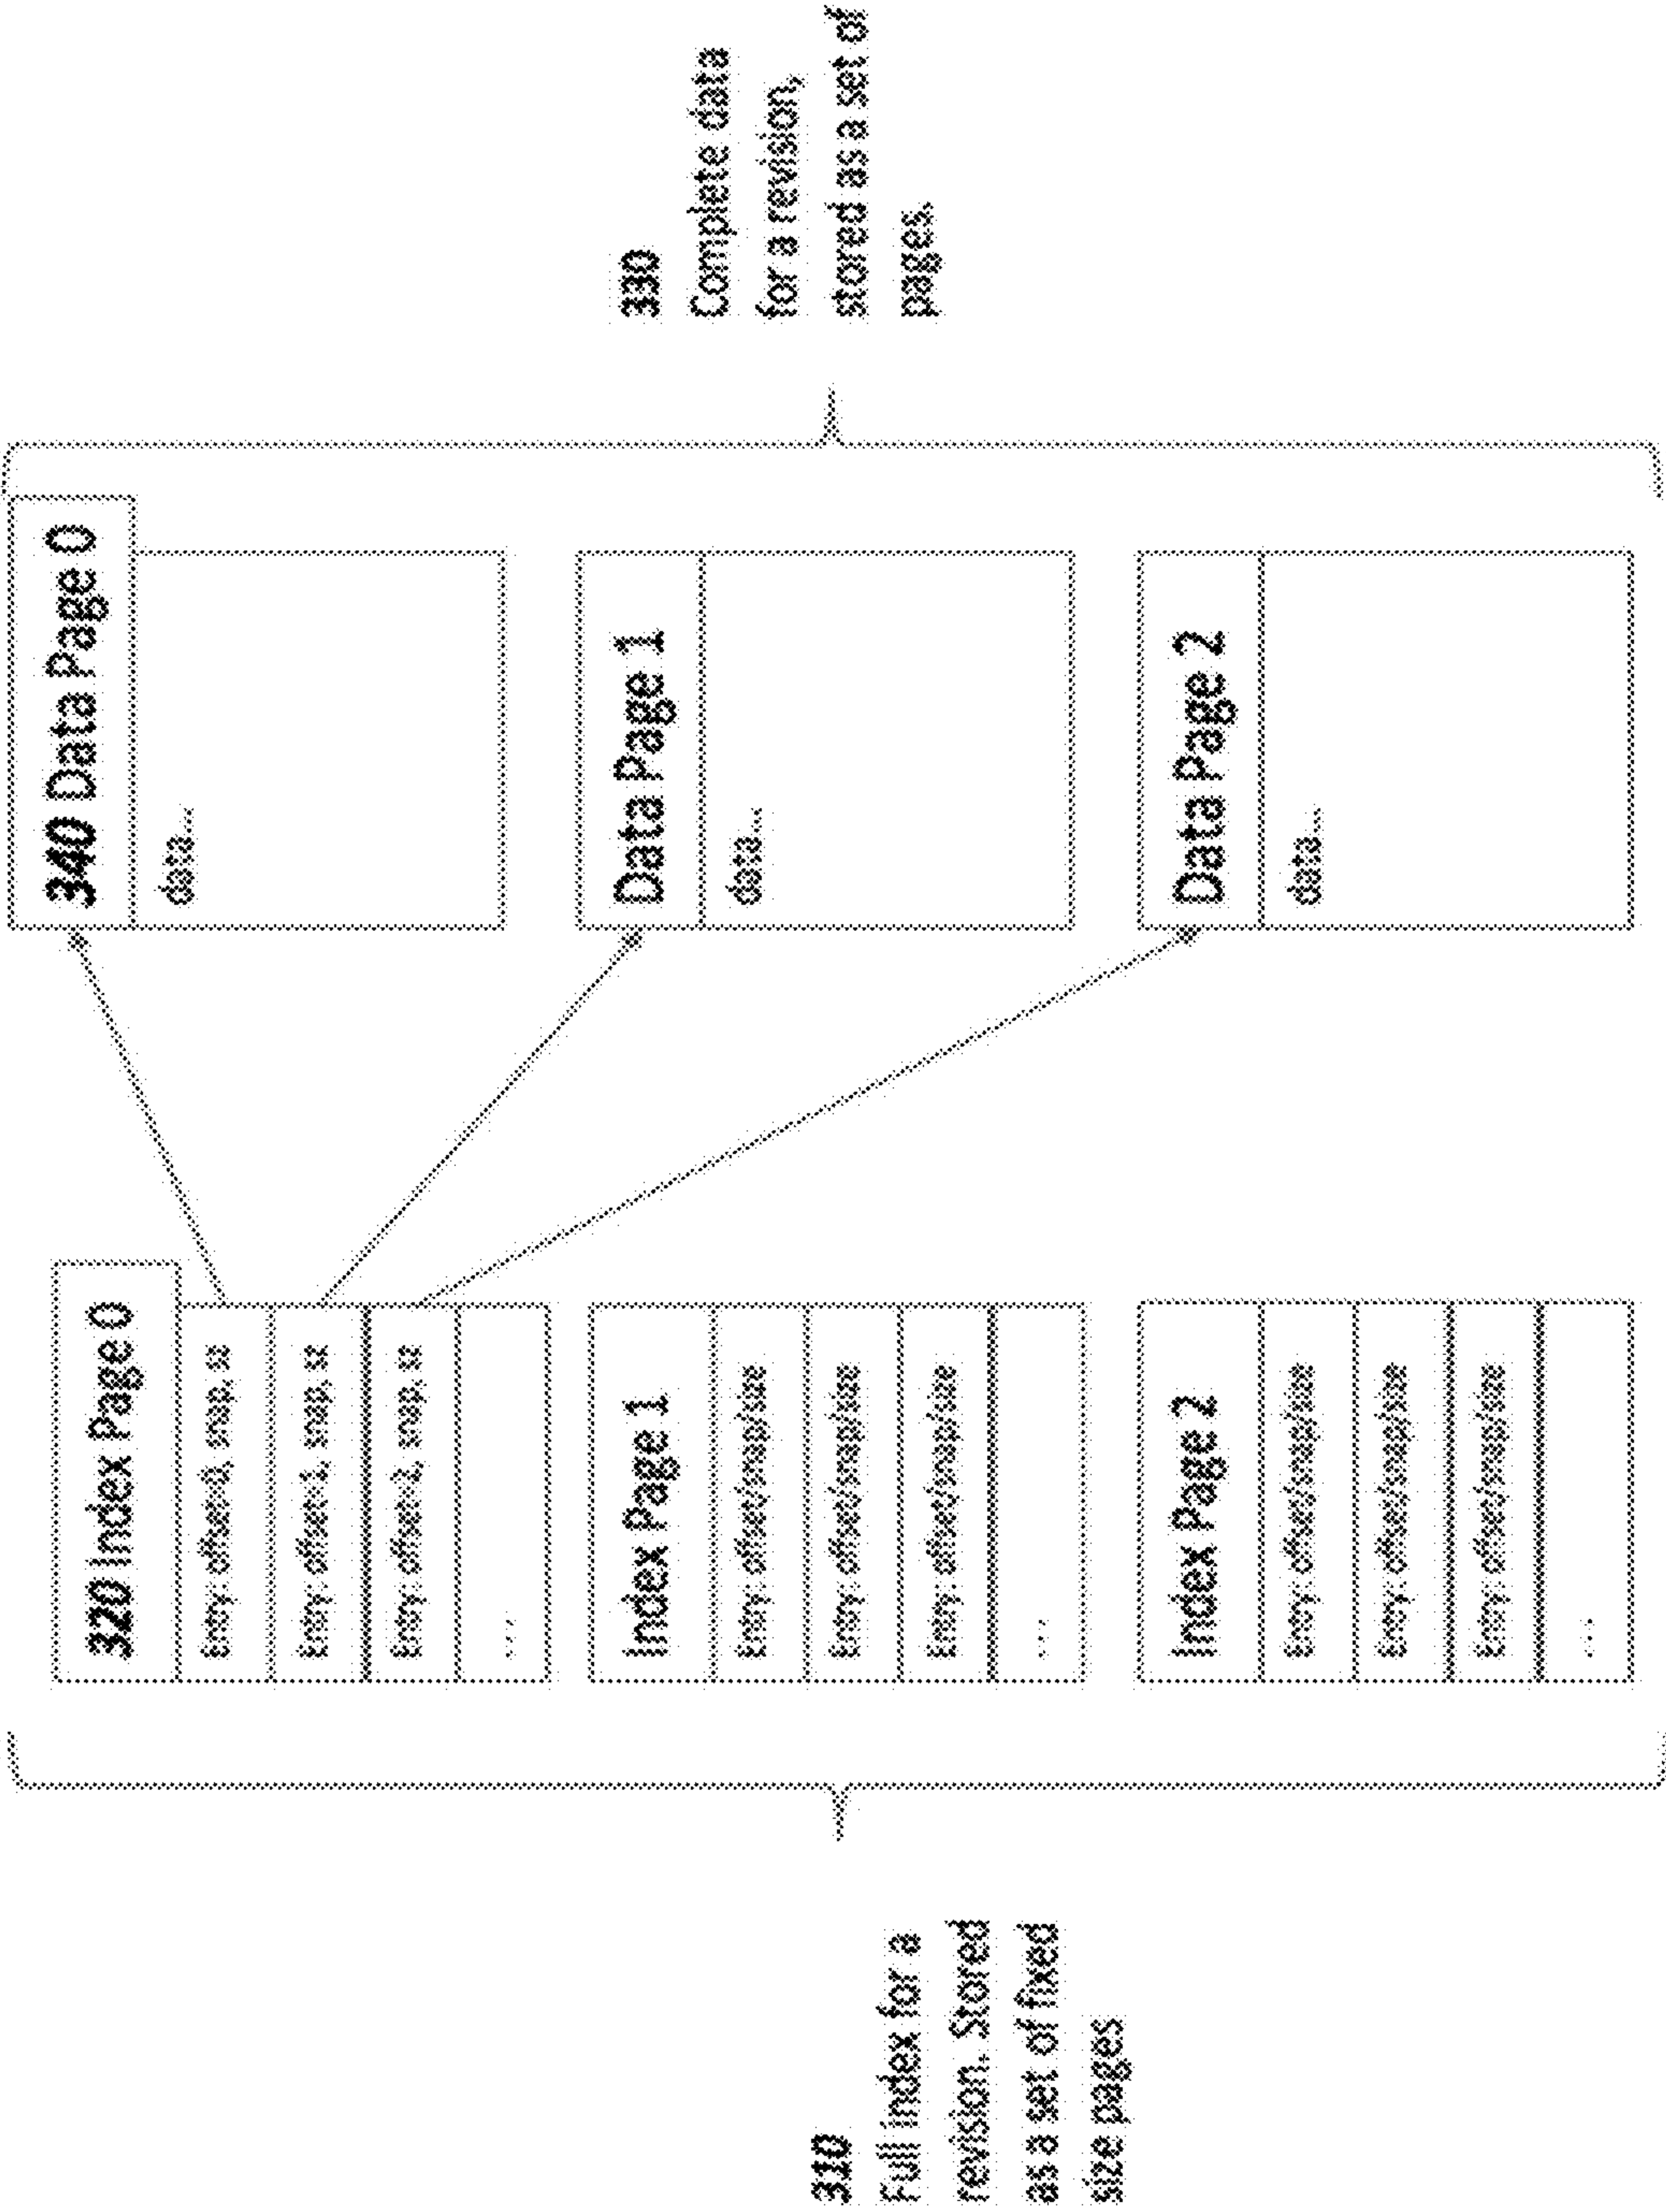 310
Full index for a
revision. Stored
as a set of fixed
size pages
320 Index Page 0
Entry: offset-0, snap, sz
Entry: offset-1, snap, sz
Entry: offset-2, snap, sz
...
Index Page 1
Entry: offset/snap/size
Entry: offset/snap/size
Entry: offset/snap/size
...
Index Page 2
Entry: offset/snap/size
Entry: offset/snap/size
Entry: offset/snap/size
...
340 Data Page 0
data...
Data Page 1
data...
Data Page 2
data...
330
Complete data
for a revision,
stored as a set of
pages.